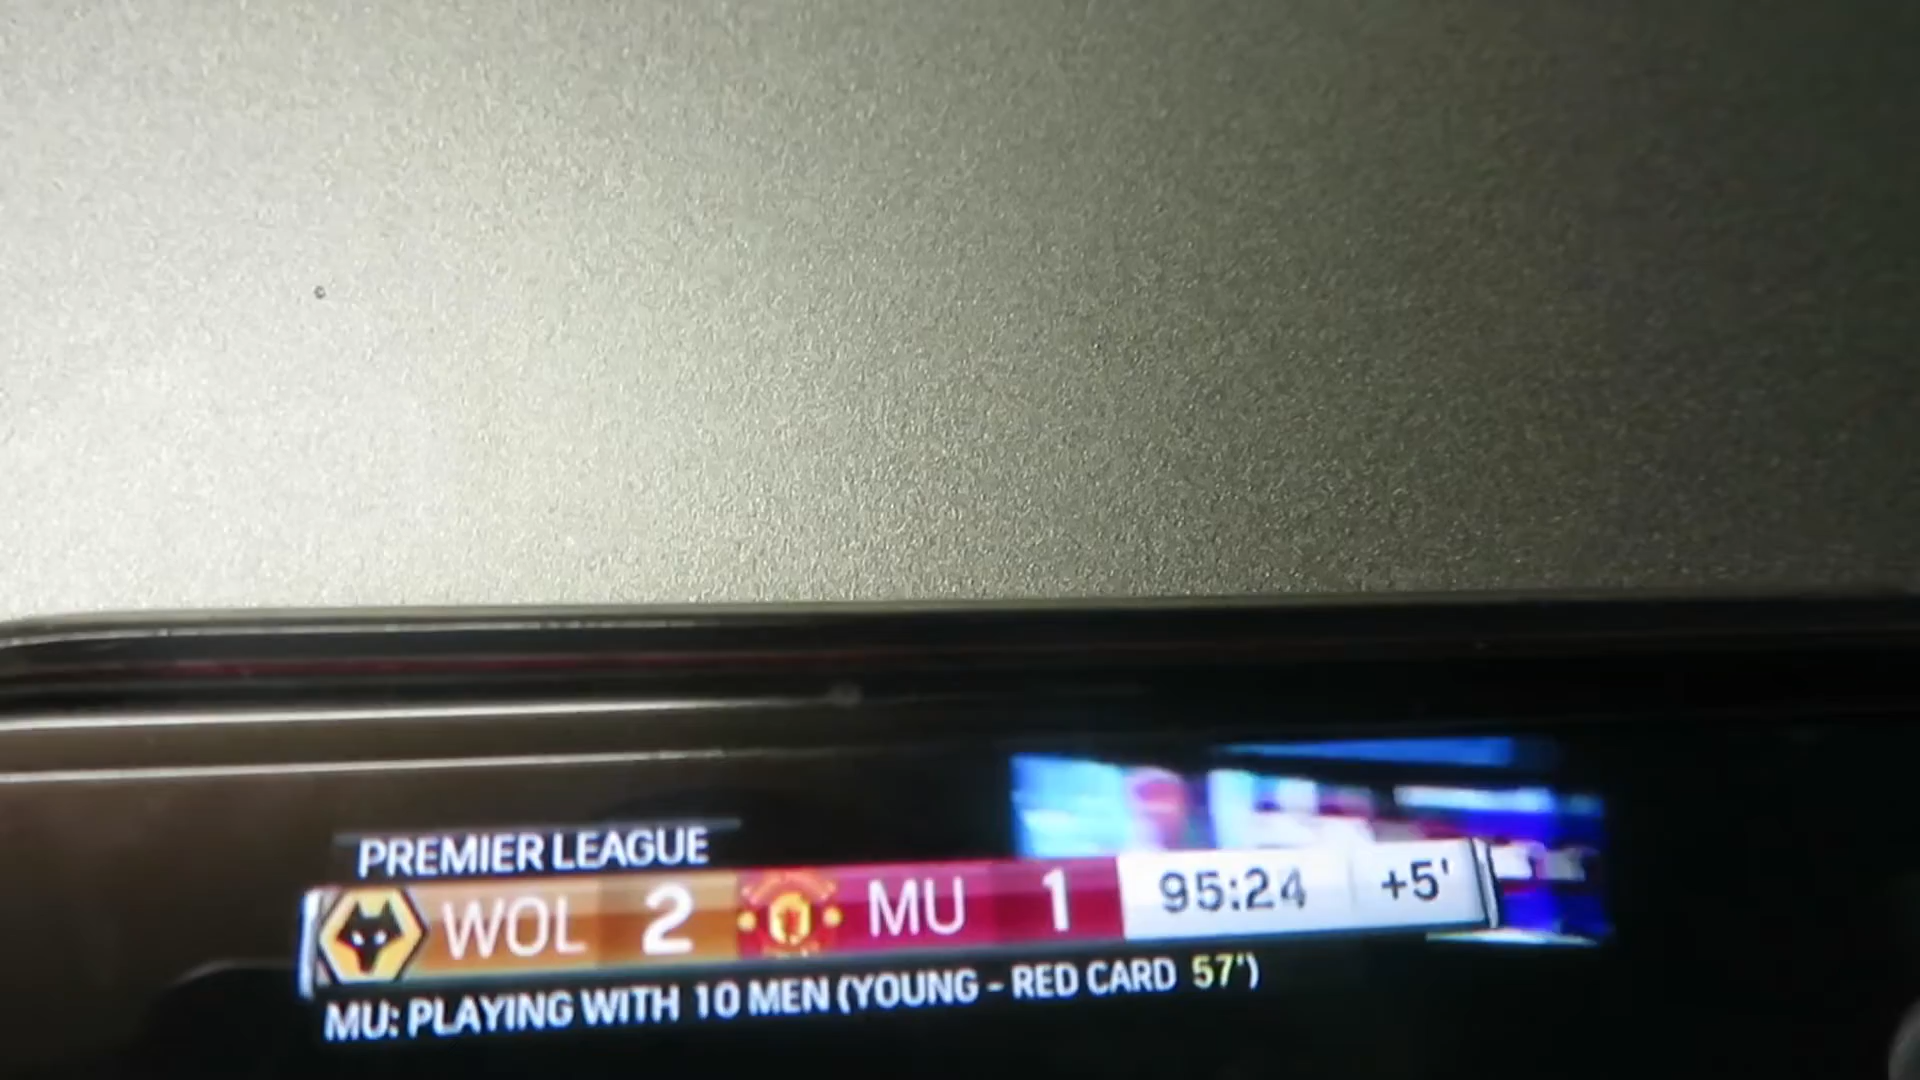 PREMIER LEAGUE
WOL 2 MU 1 95:24 +5'
MU: PLAYING WITH 10 MEN (YOUNG - RED CARD 57')